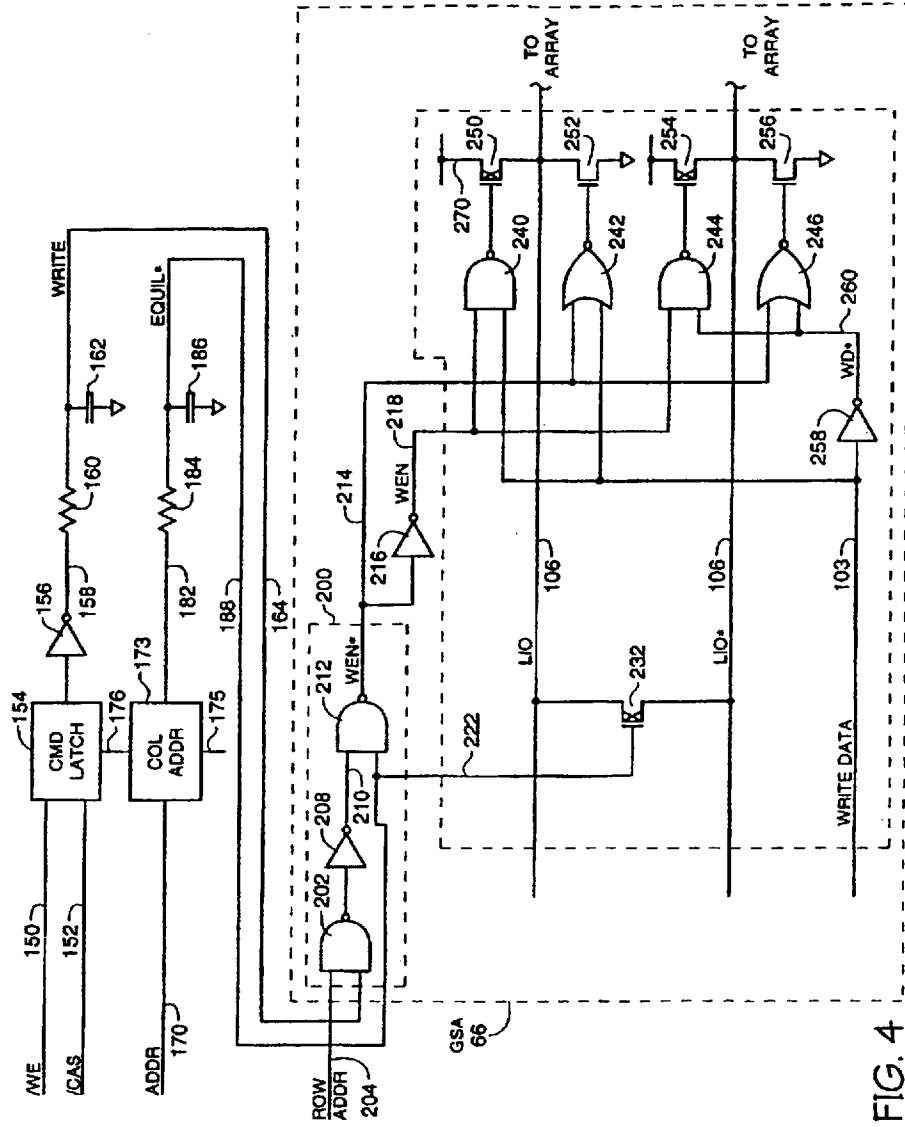 /WE
150
/CAS
152
154
CMD
LATCH
156
158
160
162
WRITE
176
ADDR
170
173
COL
ADDR
175
182
184
186
EQUIL*
188
164
ROW
ADDR
204
200
202
208
210
212
WEN*
214
216
WEN
218
222
232
LIO
106
LIO*
106
WRITE DATA
103
258
WD*
260
240
242
244
246
270
250
252
254
256
TO
ARRAY
TO
ARRAY
GSA
66
FIG. 4